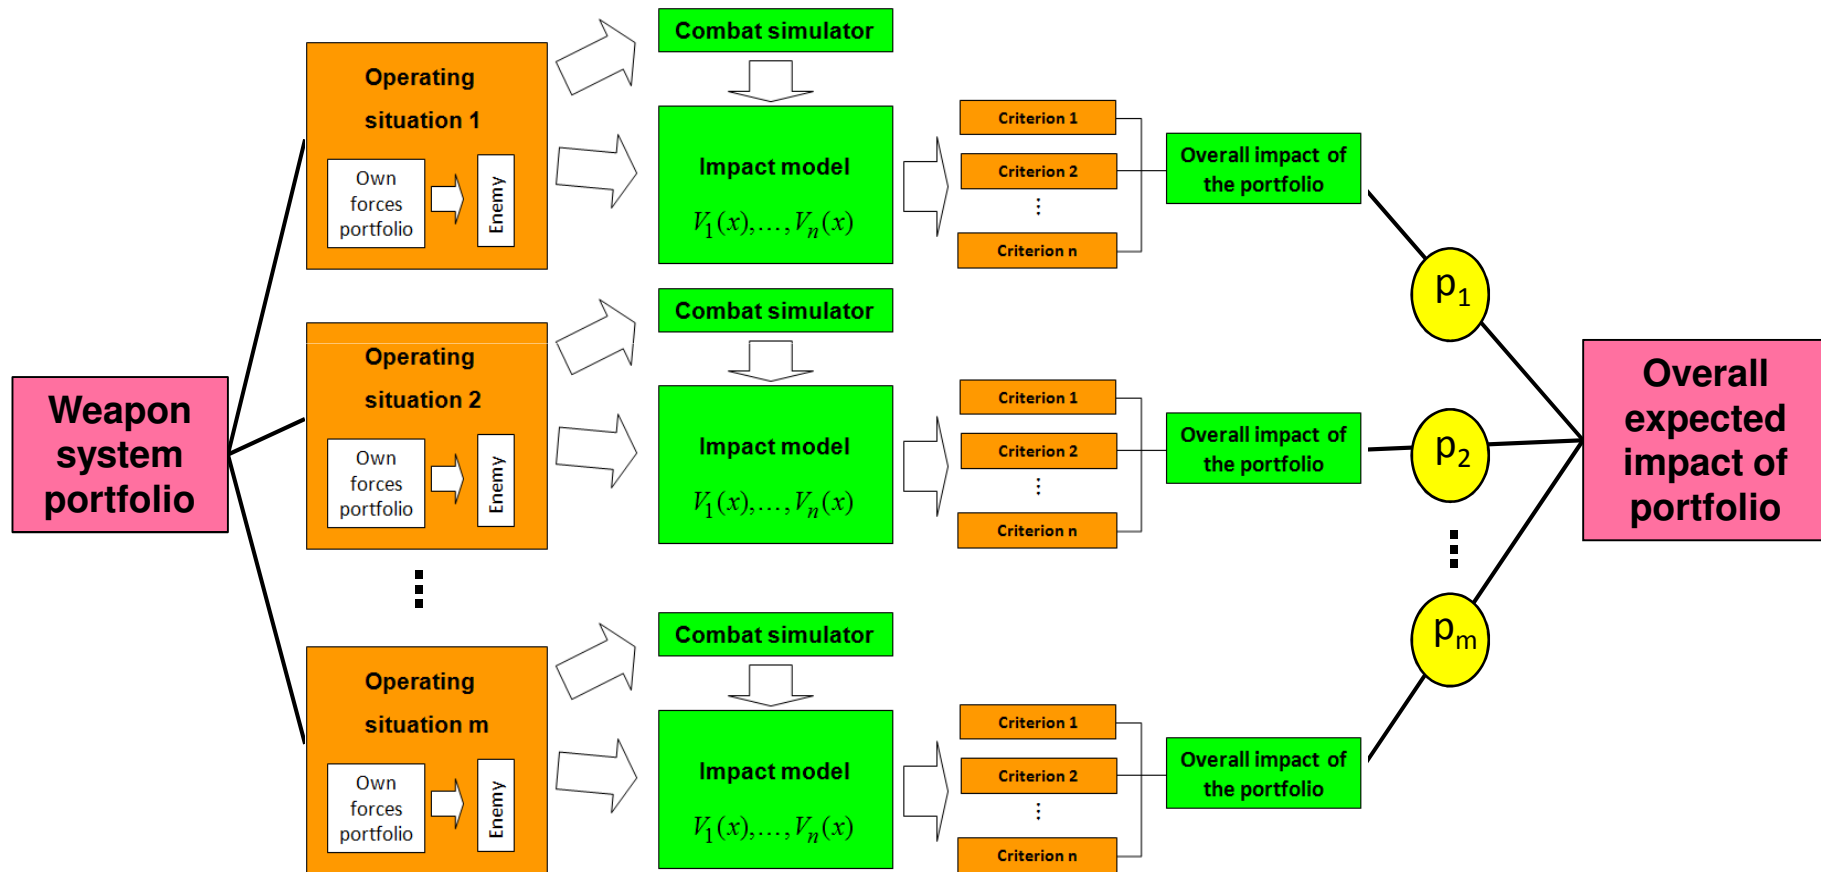 Weapon
system
portfolio
Operating
situation 1
Own
forces
portfolio
Enemy
Combat simulator
Impact model
V₁(x),…,Vₙ(x)
Criterion 1
Criterion 2
⋮
Criterion n
Overall impact of
the portfolio
p₁
Operating
situation 2
Own
forces
portfolio
Enemy
Combat simulator
Impact model
V₁(x),…,Vₙ(x)
Criterion 1
Criterion 2
⋮
Criterion n
Overall impact of
the portfolio
p₂
⋮
⋮
Operating
situation m
Own
forces
portfolio
Enemy
Combat simulator
Impact model
V₁(x),…,Vₙ(x)
Criterion 1
Criterion 2
⋮
Criterion n
Overall impact of
the portfolio
pₘ
Overall
expected
impact of
portfolio